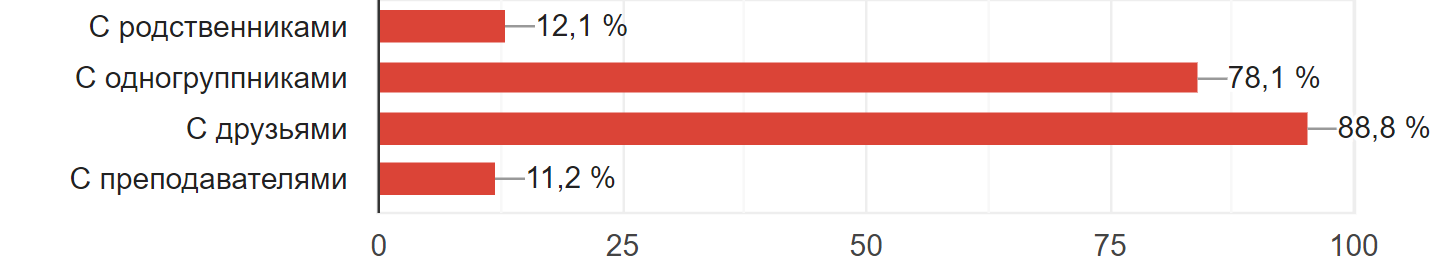 С родственниками 12,1 %
С одногруппниками 78,1 %
С друзьями 88,8 %
С преподавателями 11,2 %
0 25 50 75 100